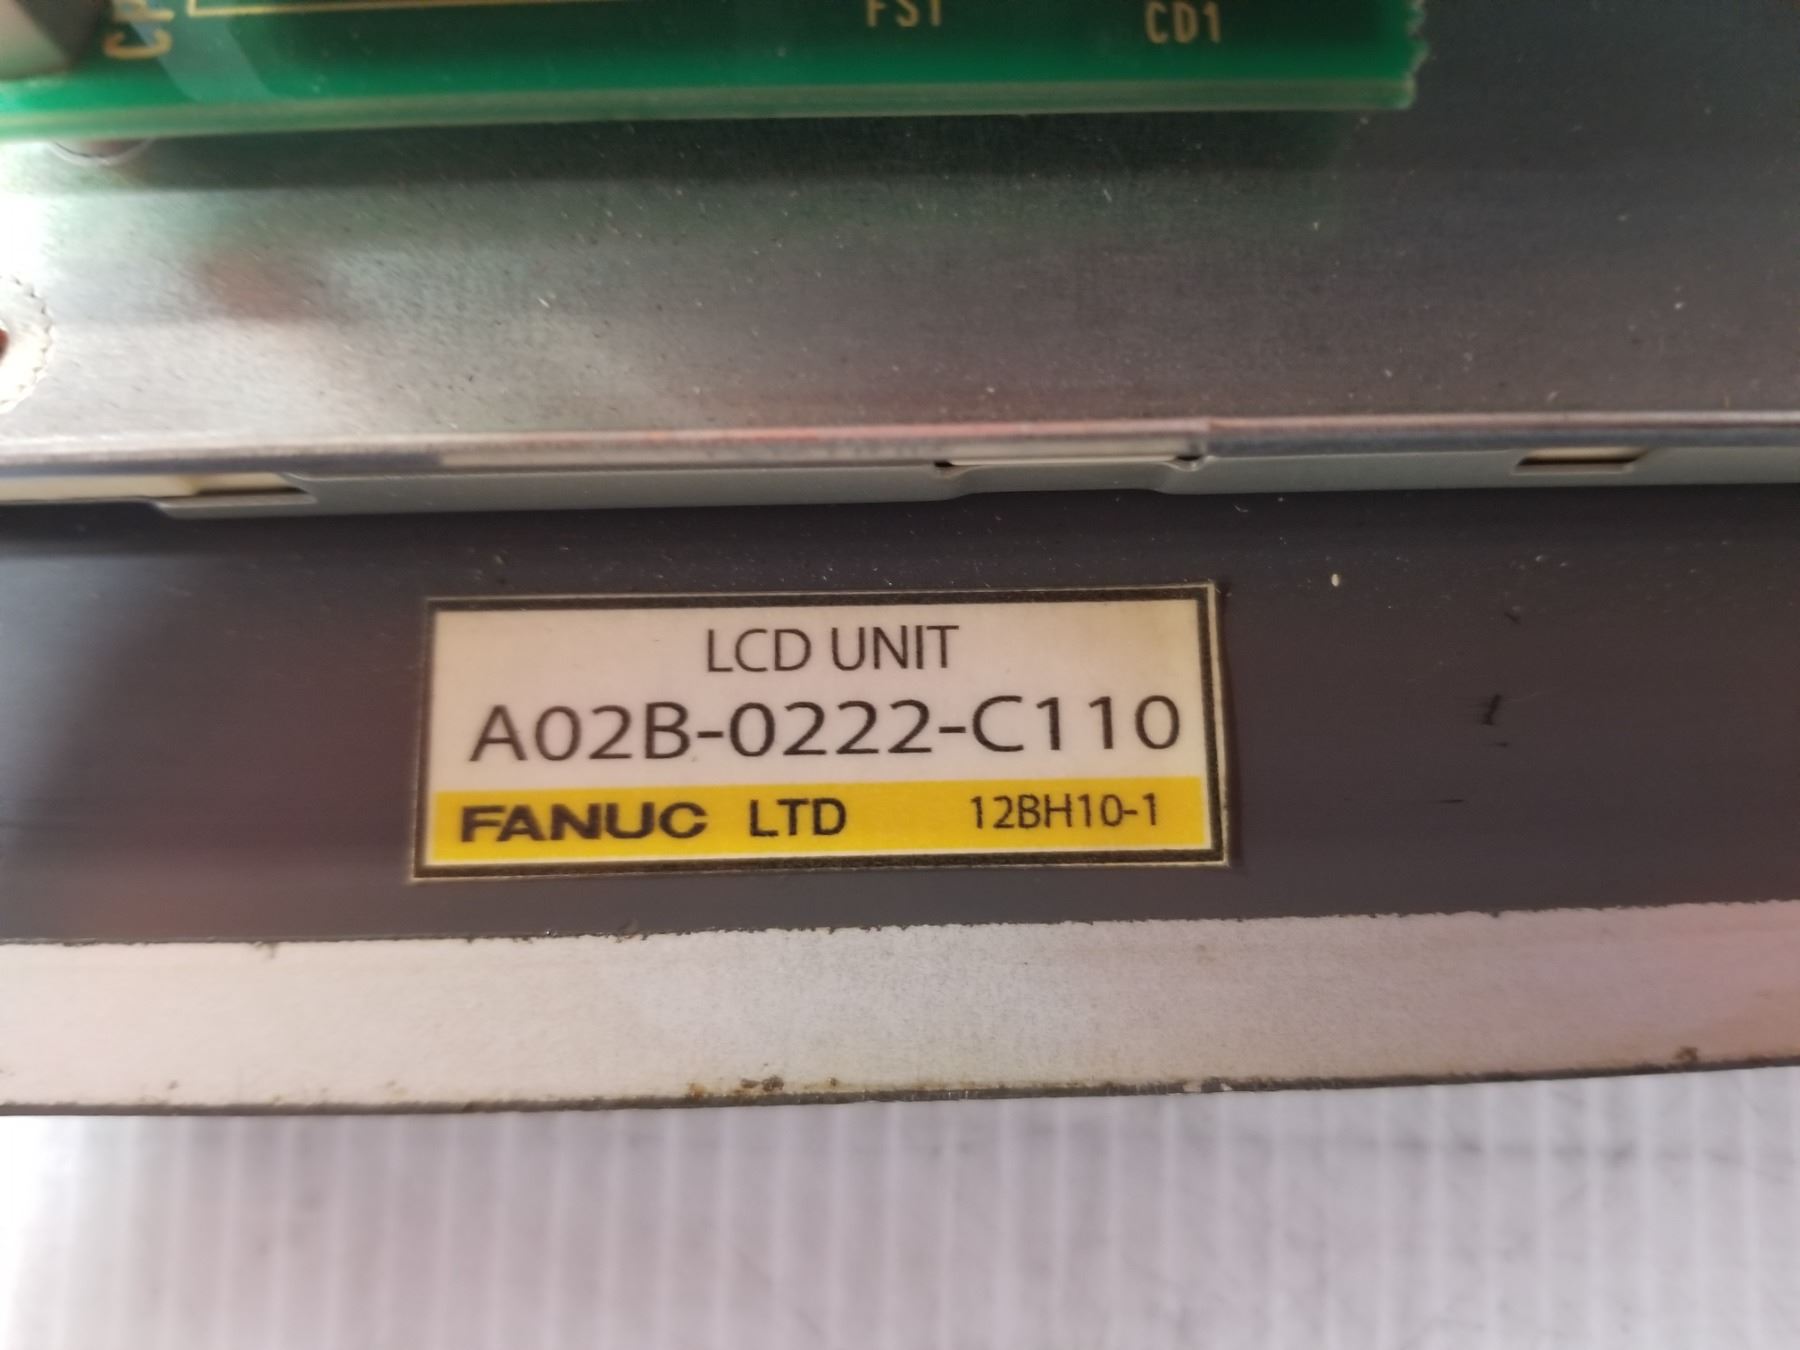 FS1
CD1
LCD UNIT
A02B-0222-C110
FANUC LTD 12BH10-1